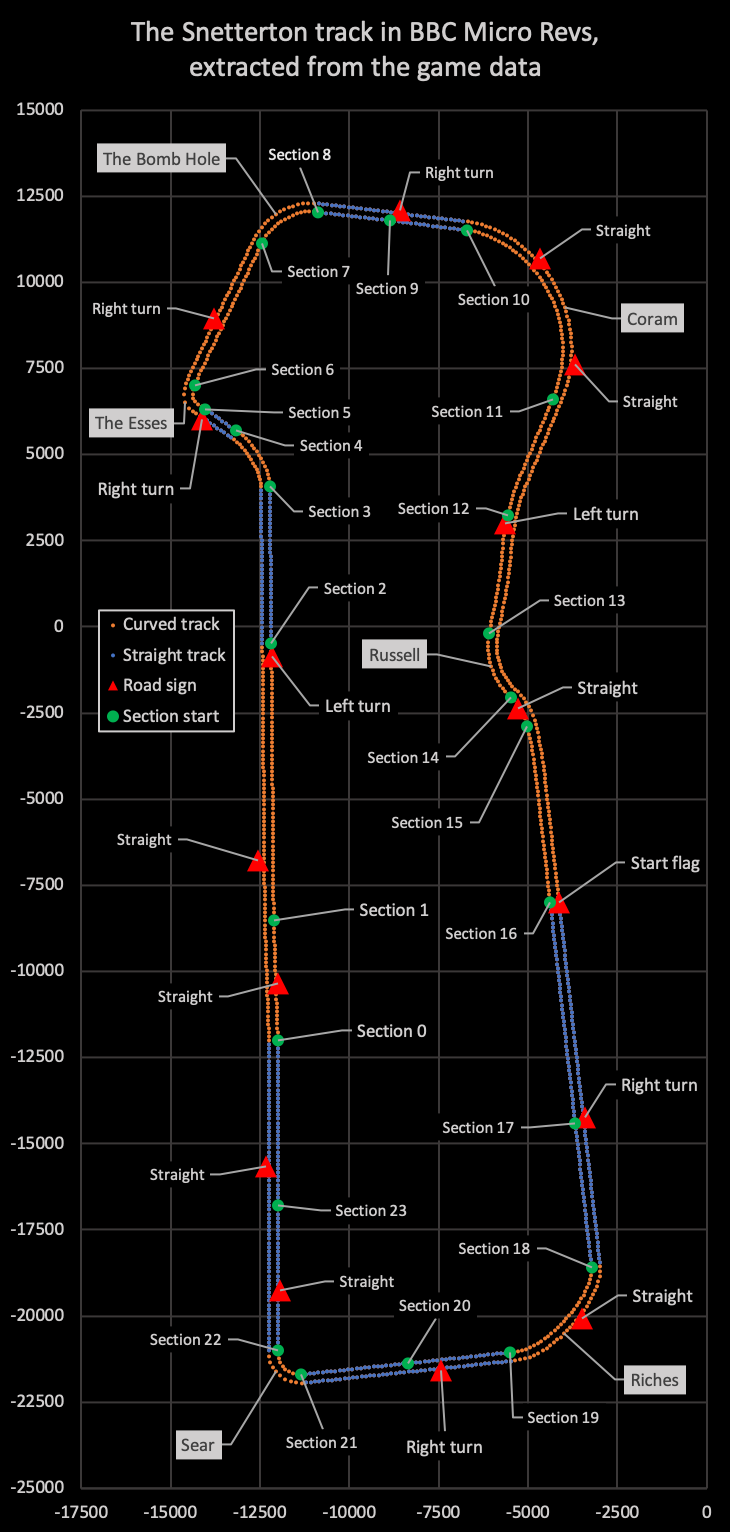 The Snetterton track in BBC Micro Revs,
extracted from the game data
15000
12500
10000
7500
5000
2500
0
-2500
-5000
-7500
-10000
-12500
-15000
-17500
-20000
-22500
-25000
-17500
-15000
-12500
-10000
-7500
-5000
-2500
0
The Bomb Hole
Section 8
Right turn
Straight
Section 7
Section 9
Section 10
Right turn
Coram
Section 6
Straight
The Esses
Section 5
Section 11
Section 4
Right turn
Section 3
Section 12
Left turn
Section 2
Section 13
Curved track
Straight track
Road sign
Section start
Russell
Left turn
Straight
Section 14
Section 15
Straight
Start flag
Section 1
Section 16
Straight
Section 0
Right turn
Section 17
Straight
Section 23
Section 18
Straight
Straight
Section 20
Section 22
Riches
Section 19
Sear
Section 21
Right turn